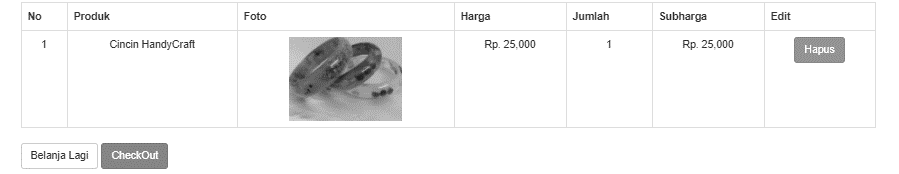 No Produk Foto Harga Jumlah Subharga Edit
1 Cincin HandyCraft Rp. 25,000 1 Rp. 25,000 Hapus
Belanja Lagi CheckOut